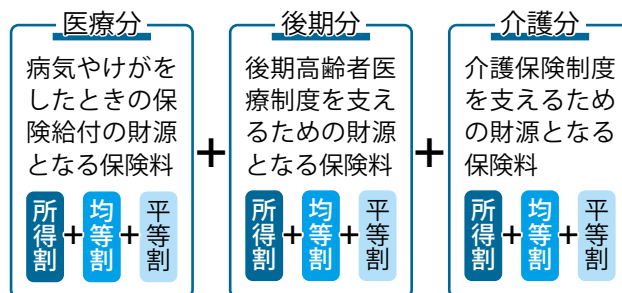 医療分
病気やけがを
したときの保
険給付の財源
となる保険料
所得割+均等割+平等割
+
後期分
後期高齢者医
療制度を支え
るための財源
となる保険料
所得割+均等割+平等割
+
介護分
介護保険制度
を支えるため
の財源となる
保険料
所得割+均等割+平等割